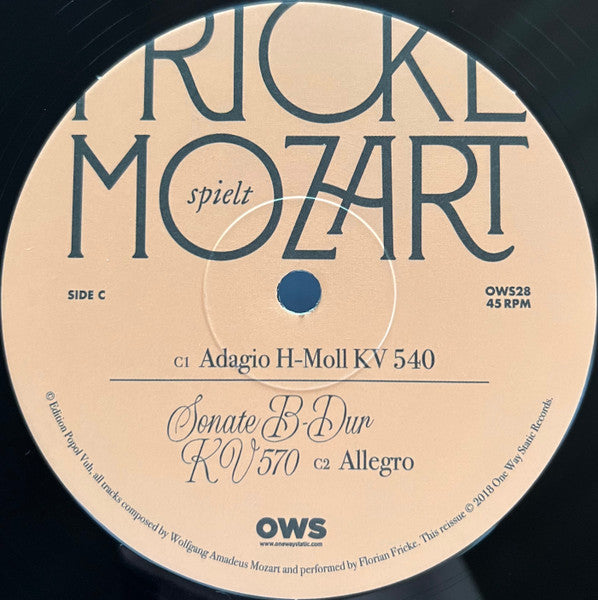 FRICKE
spielt
MOZART
SIDE C
OWS28
45 RPM
C1 Adagio H-Moll KV 540
Sonate B-Dur
KV 570 C2 Allegro
OWS
www.onewaystatic.com
© Edition Popol Vuh, all tracks composed by Wolfgang Amadeus Mozart and performed by Florian Fricke. This reissue © 2018 One Way Static Records.